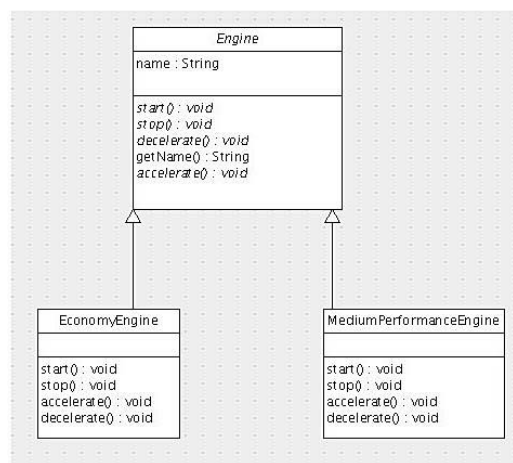 Engine
name : String
start() : void
stop() : void
decelerate() : void
getName() : String
accelerate() : void
EconomyEngine
start() : void
stop() : void
accelerate() : void
decelerate() : void
MediumPerformanceEngine
start() : void
stop() : void
accelerate() : void
decelerate() : void